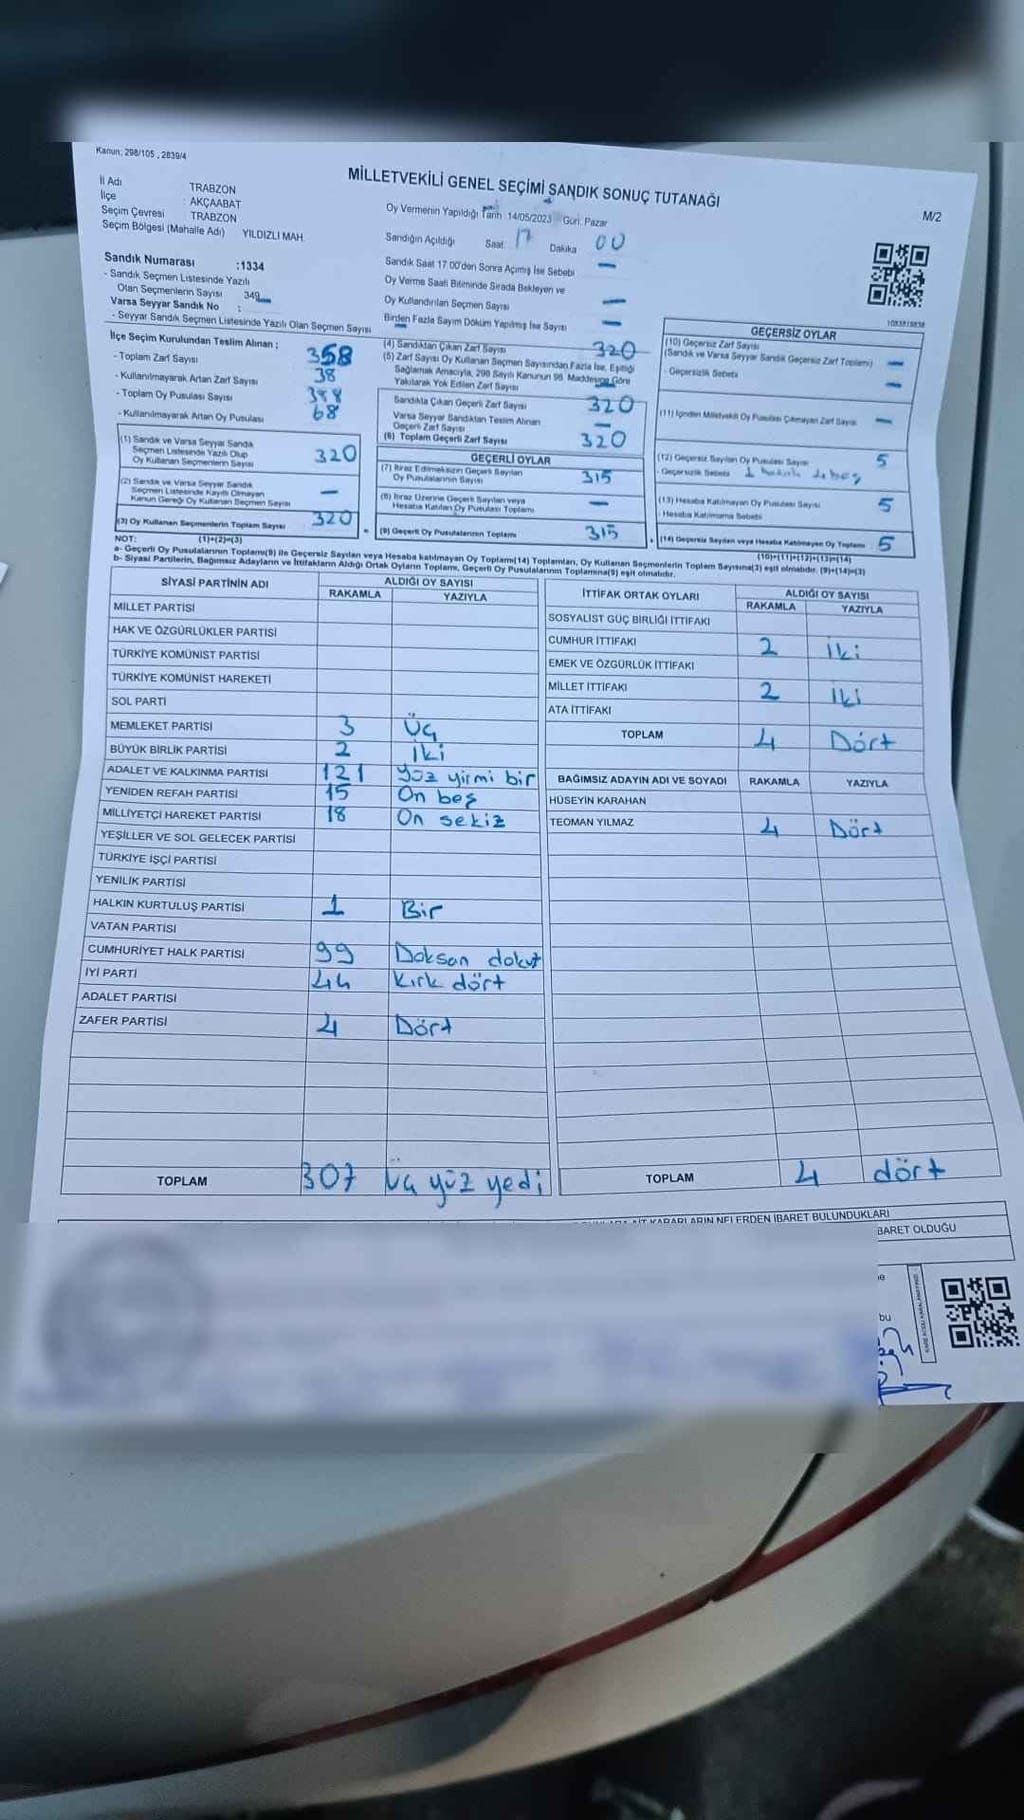 Kanun: 298/105 , 2839/4
MİLLETVEKİLİ GENEL SEÇİMİ SANDIK SONUÇ TUTANAĞI
M/2
İl Adı TRABZON
İlçe : AKÇAABAT
Seçim Çevresi TRABZON
Seçim Bölgesi (Mahalle Adı) YILDIZLI MAH.
Oy Vermenin Yapıldığı Tarih 14/05/2023 Gün: Pazar
Sandığın Açıldığı Saat 17 Dakika 00
Sandık Saat 17.00'den Sonra Açımış İse Sebebi —
Oy Verme Saati Bitiminde Sırada Bekleyen ve
Oy Kullandırılan Seçmen Sayısı —
Birden Fazla Sayım Döküm Yapılmış İse Sayısı —
Sandık Numarası :1334
- Sandık Seçmen Listesinde Yazılı
Olan Seçmenlerin Sayısı 349
Varsa Seyyar Sandık No :
- Seyyar Sandık Seçmen Listesinde Yazılı Olan Seçmen Sayısı
1083819838
İlçe Seçim Kurulundan Teslim Alınan :
- Toplam Zarf Sayısı 358
- Kullanılmayarak Artan Zarf Sayısı 38
- Toplam Oy Pusulası Sayısı
- Kullanılmayarak Artan Oy Pusulası 68
(1) Sandık ve Varsa Seyyar Sandık
Seçmen Listesinde Yazılı Olup
Oy Kullanan Seçmenlerin Sayısı 320
(2) Sandık ve Varsa Seyyar Sandık
Seçmen Listesinde Kayıtlı Olmayan
Kanun Gereği Oy Kullanan Seçmen Sayısı —
(3) Oy Kullanan Seçmenlerin Toplam Sayısı 320
(4) Sandıktan Çıkan Zarf Sayısı 320
(5) Zarf Sayısı Oy Kullanan Seçmen Sayısından Fazla İse, Eşitliği
Sağlamak Amacıyla, 298 Sayılı Kanunun 98. Maddesine Göre
Yakılarak Yok Edilen Zarf Sayısı —
Sandıkta Çıkan Geçerli Zarf Sayısı 320
Varsa Seyyar Sandıktan Teslim Alınan
Geçerli Zarf Sayısı —
(6) Toplam Geçerli Zarf Sayısı 320
GEÇERLİ OYLAR
(7) İtiraz Edilmeksizin Geçerli Sayılan
Oy Pusulalarının Sayısı 315
(8) İtiraz Üzerine Geçerli Sayılan veya
Hesaba Katılan Oy Pusulası Toplamı —
(9) Geçerli Oy Pusulalarının Toplamı 315
GEÇERSİZ OYLAR
(10) Geçersiz Zarf Sayısı
(Sandık ve Varsa Seyyar Sandık Geçersiz Zarf Toplamı) —
- Geçersizlik Sebebi —
(11) İçinden Milletvekili Oy Pusulası Çıkmayan Zarf Sayısı —
(12) Geçersiz Sayılan Oy Pusulası Sayısı 5
- Geçersizlik Sebebi
(13) Hesaba Katılmayan Oy Pusulası Sayısı 5
- Hesaba Katılmama Sebebi
(14) Geçersiz Sayılan veya Hesaba Katılmayan Oy Toplamı 5
NOT: (1)+(2)=(3) (10)+(11)+(12)+(13)=(14)
a- Geçerli Oy Pusulalarının Toplamı(9) ile Geçersiz Sayılan veya Hesaba katılmayan Oy Toplamı(14) Toplamları, Oy Kullanan Seçmenlerin Toplam Sayısına(3) eşit olmalıdır. (9)+(14)=(3)
b- Siyasi Partilerin, Bağımsız Adayların ve İttifakların Aldığı Ortak Oyların Toplamı, Geçerli Oy Pusulalarının Toplamına(9) eşit olmalıdır.
SİYASİ PARTİNİN ADI ALDIĞI OY SAYISI
RAKAMLA YAZIYLA
MİLLET PARTİSİ
HAK VE ÖZGÜRLÜKLER PARTİSİ
TÜRKİYE KOMÜNİST PARTİSİ
TÜRKİYE KOMÜNİST HAREKETİ
SOL PARTİ
MEMLEKET PARTİSİ 3 Üç
BÜYÜK BİRLİK PARTİSİ 2 İki
ADALET VE KALKINMA PARTİSİ 121 Yüz yirmi bir
YENİDEN REFAH PARTİSİ 15 On beş
MİLLİYETÇİ HAREKET PARTİSİ 18 On sekiz
YEŞİLLER VE SOL GELECEK PARTİSİ
TÜRKİYE İŞÇİ PARTİSİ
YENİLİK PARTİSİ
HALKIN KURTULUŞ PARTİSİ 1 Bir
VATAN PARTİSİ
CUMHURİYET HALK PARTİSİ 99 Doksan dokuz
İYİ PARTİ 44 Kırk dört
ADALET PARTİSİ
ZAFER PARTİSİ 4 Dört
TOPLAM 307 Üç yüz yedi
İTTİFAK ORTAK OYLARI ALDIĞI OY SAYISI
RAKAMLA YAZIYLA
SOSYALİST GÜÇ BİRLİĞİ İTTİFAKI
CUMHUR İTTİFAKI 2 İki
EMEK VE ÖZGÜRLÜK İTTİFAKI
MİLLET İTTİFAKI 2 İki
ATA İTTİFAKI
TOPLAM 4 Dört
BAĞIMSIZ ADAYIN ADI VE SOYADI RAKAMLA YAZIYLA
HÜSEYİN KARAHAN
TEOMAN YILMAZ 4 Dört
TOPLAM 4 dört
KARARLARIN NELERDEN İBARET BULUNDUKLARI
BARET OLDUĞU
bu